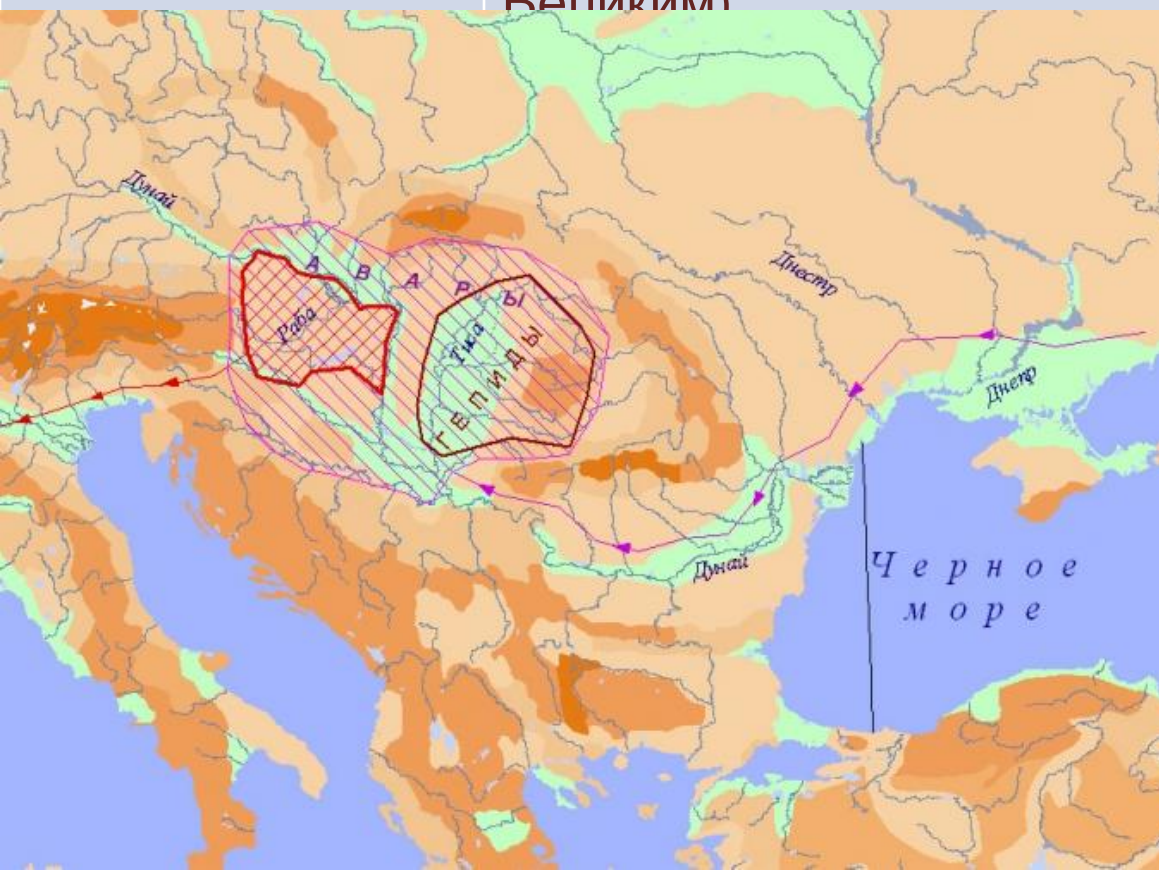 Дунай
А В А Р Ы
Раба
Тиса
ГЕПИДЫ
Днестр
Днепр
Дунай
Черное
море